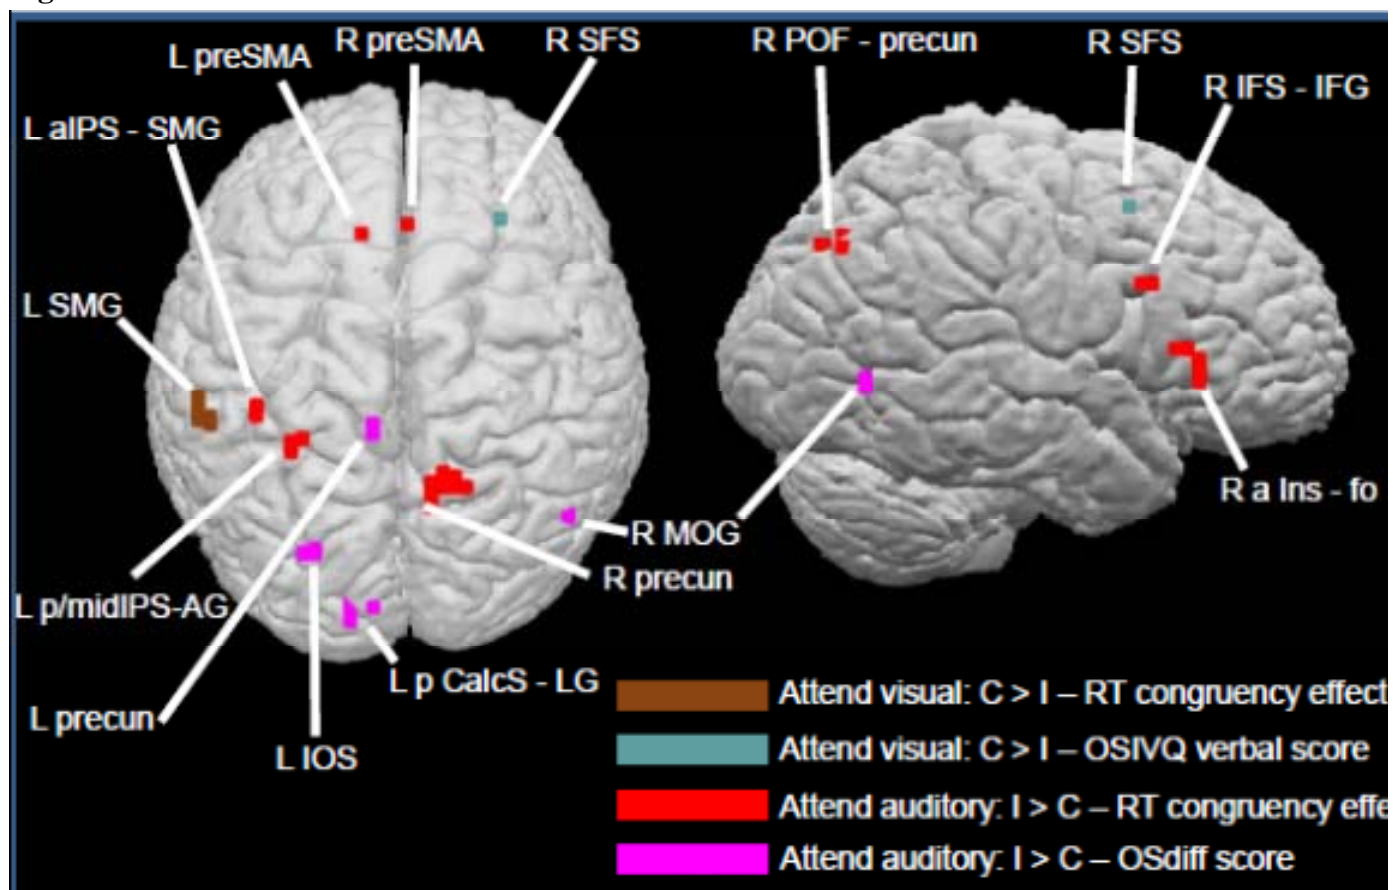 L preSMA
R preSMA
R SFS
R POF - precun
R SFS
R IFS - IFG
L aIPS - SMG
L SMG
R a Ins - fo
R MOG
R precun
L p/midIPS-AG
L p CalcS - LG
L precun
L IOS
Attend visual: C > I – RT congruency effect
Attend visual: C > I – OSIVQ verbal score
Attend auditory: I > C – RT congruency effe
Attend auditory: I > C – OSdiff score